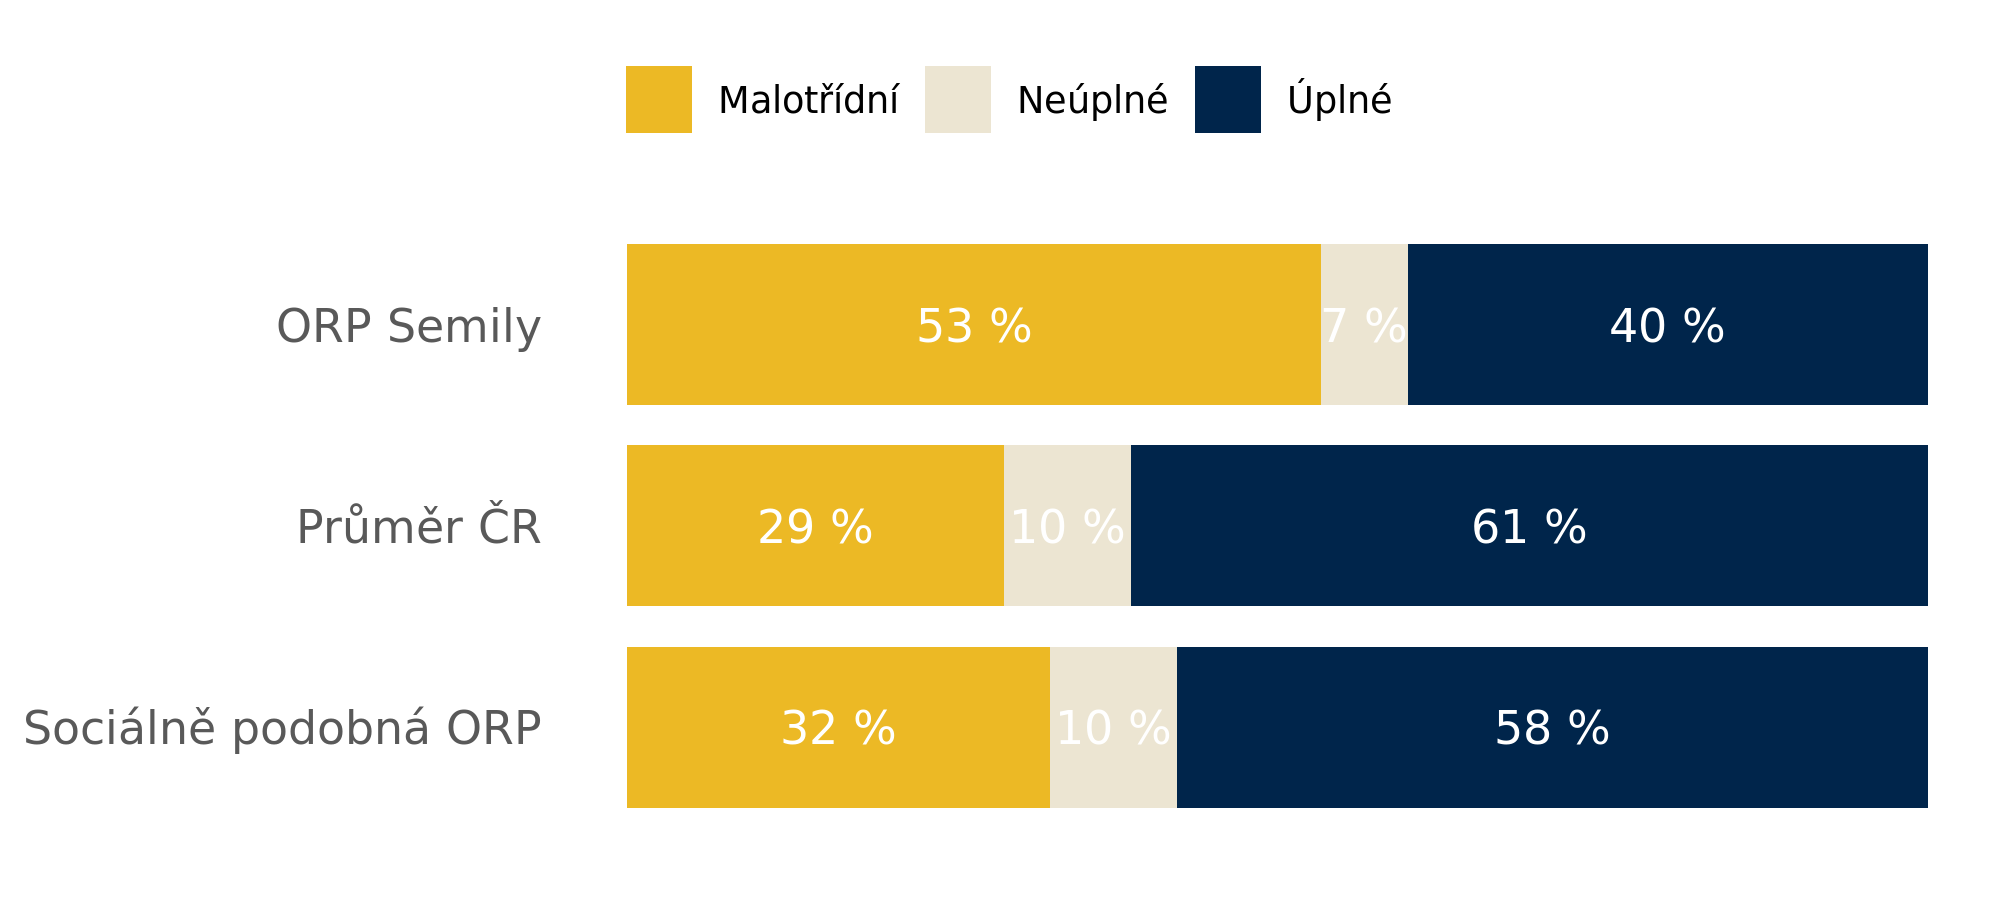 Malotřídní Neúplné Úplné
ORP Semily 53 % 7 % 40 %
Průměr ČR 29 % 10 % 61 %
Sociálně podobná ORP 32 % 10 % 58 %